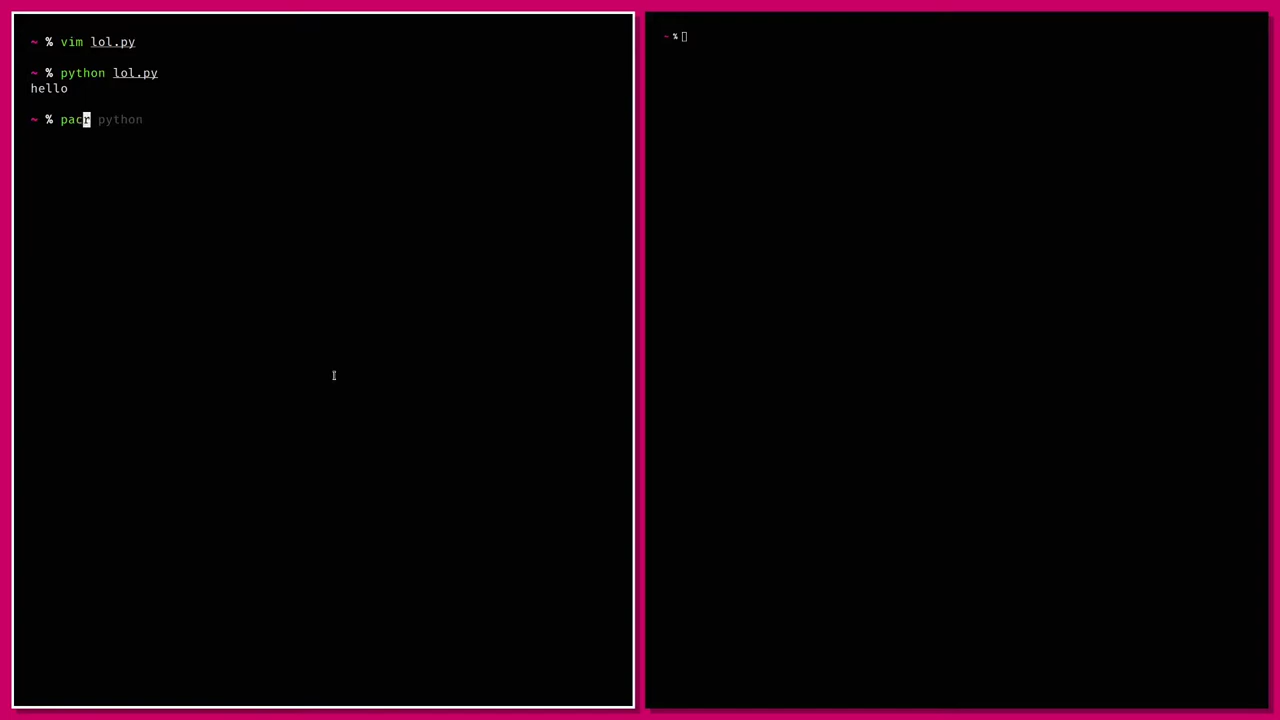 ~ % vim lol.py
~ % python lol.py
hello
~ % pacr python
~ %